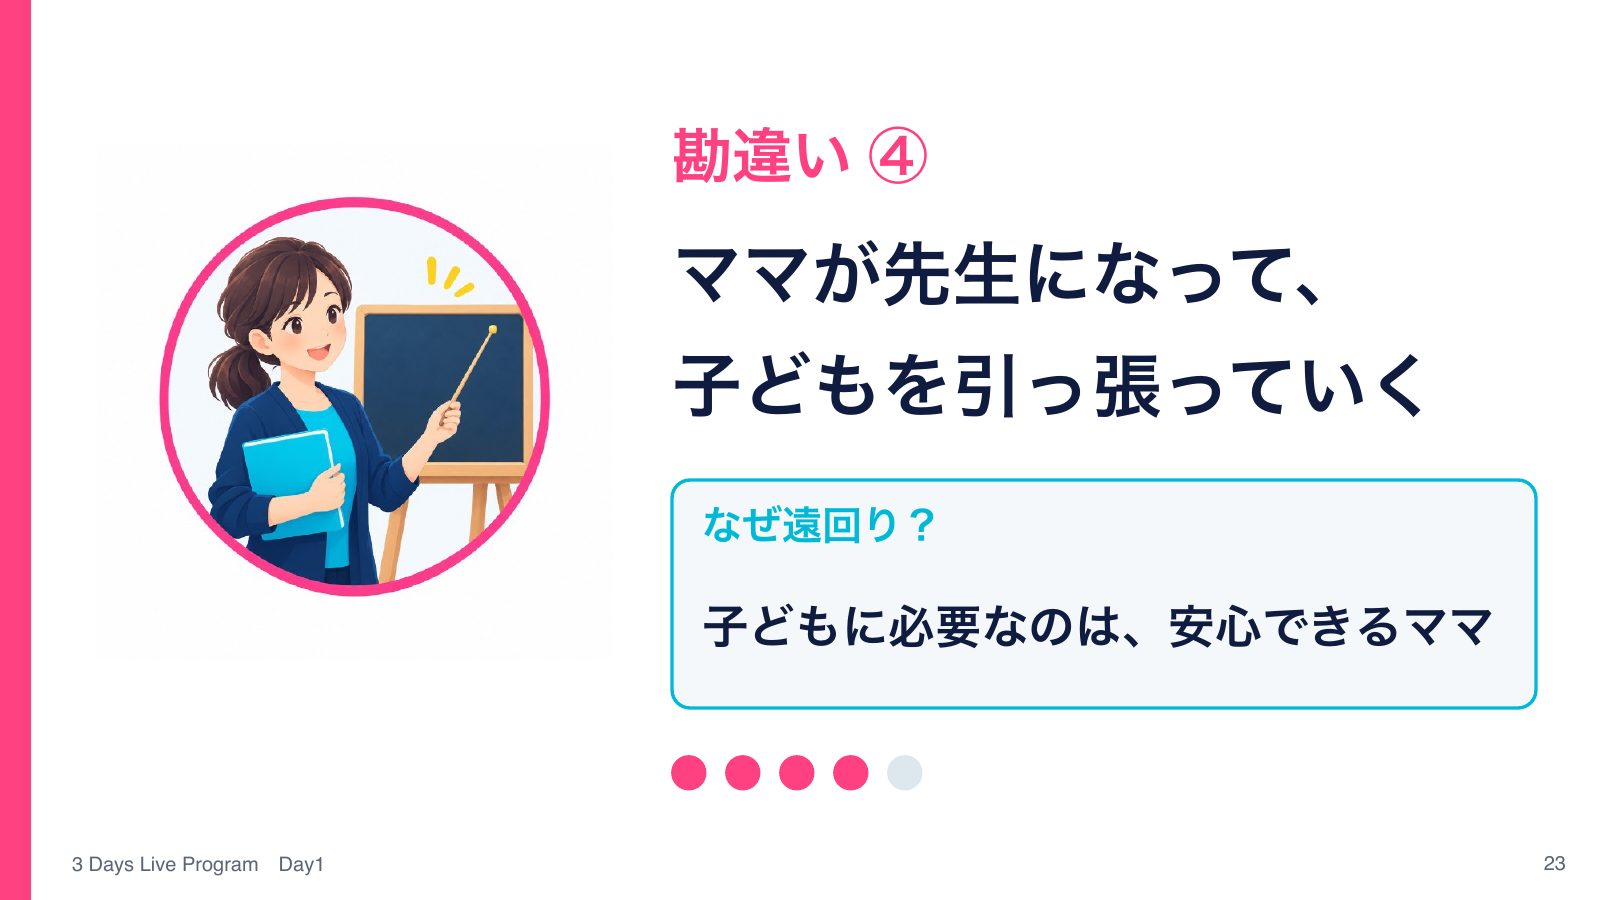 勘違い ④
ママが先生になって、
子どもを引っ張っていく
なぜ遠回り？
子どもに必要なのは、安心できるママ
3 Days Live Program　Day1
23